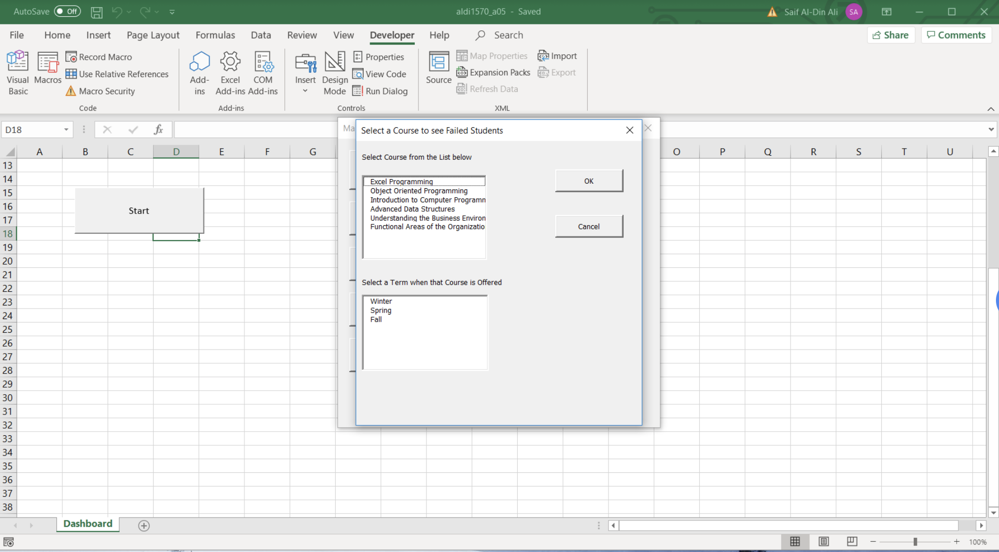 AutoSave Off aldi1570_a05 - Saved Saif Al-Din Ali SA
File Home Insert Page Layout Formulas Data Review View Developer Help Search Share Comments
Visual Basic
Macros
Record Macro
Use Relative References
Macro Security
Code
Add-ins
Excel Add-ins
COM Add-ins
Add-ins
Insert
Design Mode
Properties
View Code
Run Dialog
Controls
Source
Map Properties
Expansion Packs
Refresh Data
Import
Export
XML
D18 fx
Ma
Select a Course to see Failed Students
A B C D E F G O P Q R S T U
Select Course from the List below
Excel Programming
Object Oriented Programming
Introduction to Computer Programm
Advanced Data Structures
Understanding the Business Environ
Functional Areas of the Organizatio
OK
Cancel
Select a Term when that Course is Offered
Winter
Spring
Fall
Start
13
14
15
16
17
18
19
20
21
22
23
24
25
26
27
28
29
30
31
32
33
34
35
36
37
38
Dashboard
100%